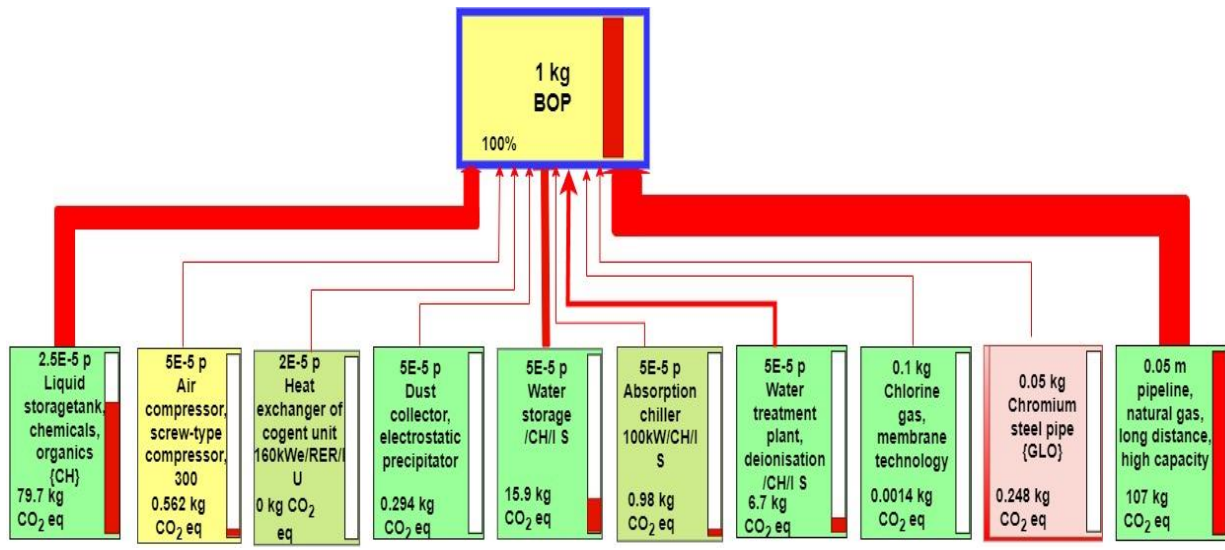 1 kg
BOP
100%
2.5E-5 p
Liquid
storagetank,
chemicals,
organics
{CH}
79.7 kg
CO2 eq
5E-5 p
Air
compressor,
screw-type
compressor,
300
0.562 kg
CO2 eq
2E-5 p
Heat
exchanger of
cogent unit
160kWe/RER/I
U
0 kg CO2
eq
5E-5 p
Dust
collector,
electrostatic
precipitator
0.294 kg
CO2 eq
5E-5 p
Water
storage
/CH/I S
15.9 kg
CO2 eq
5E-5 p
Absorption
chiller
100kW/CH/I
S
0.98 kg
CO2 eq
5E-5 p
Water
treatment
plant,
deionisation
/CH/I S
6.7 kg
CO2 eq
0.1 kg
Chlorine
gas,
membrane
technology
0.0014 kg
CO2 eq
0.05 kg
Chromium
steel pipe
{GLO}
0.248 kg
CO2 eq
0.05 m
pipeline,
natural gas,
long distance,
high capacity
107 kg
CO2 eq